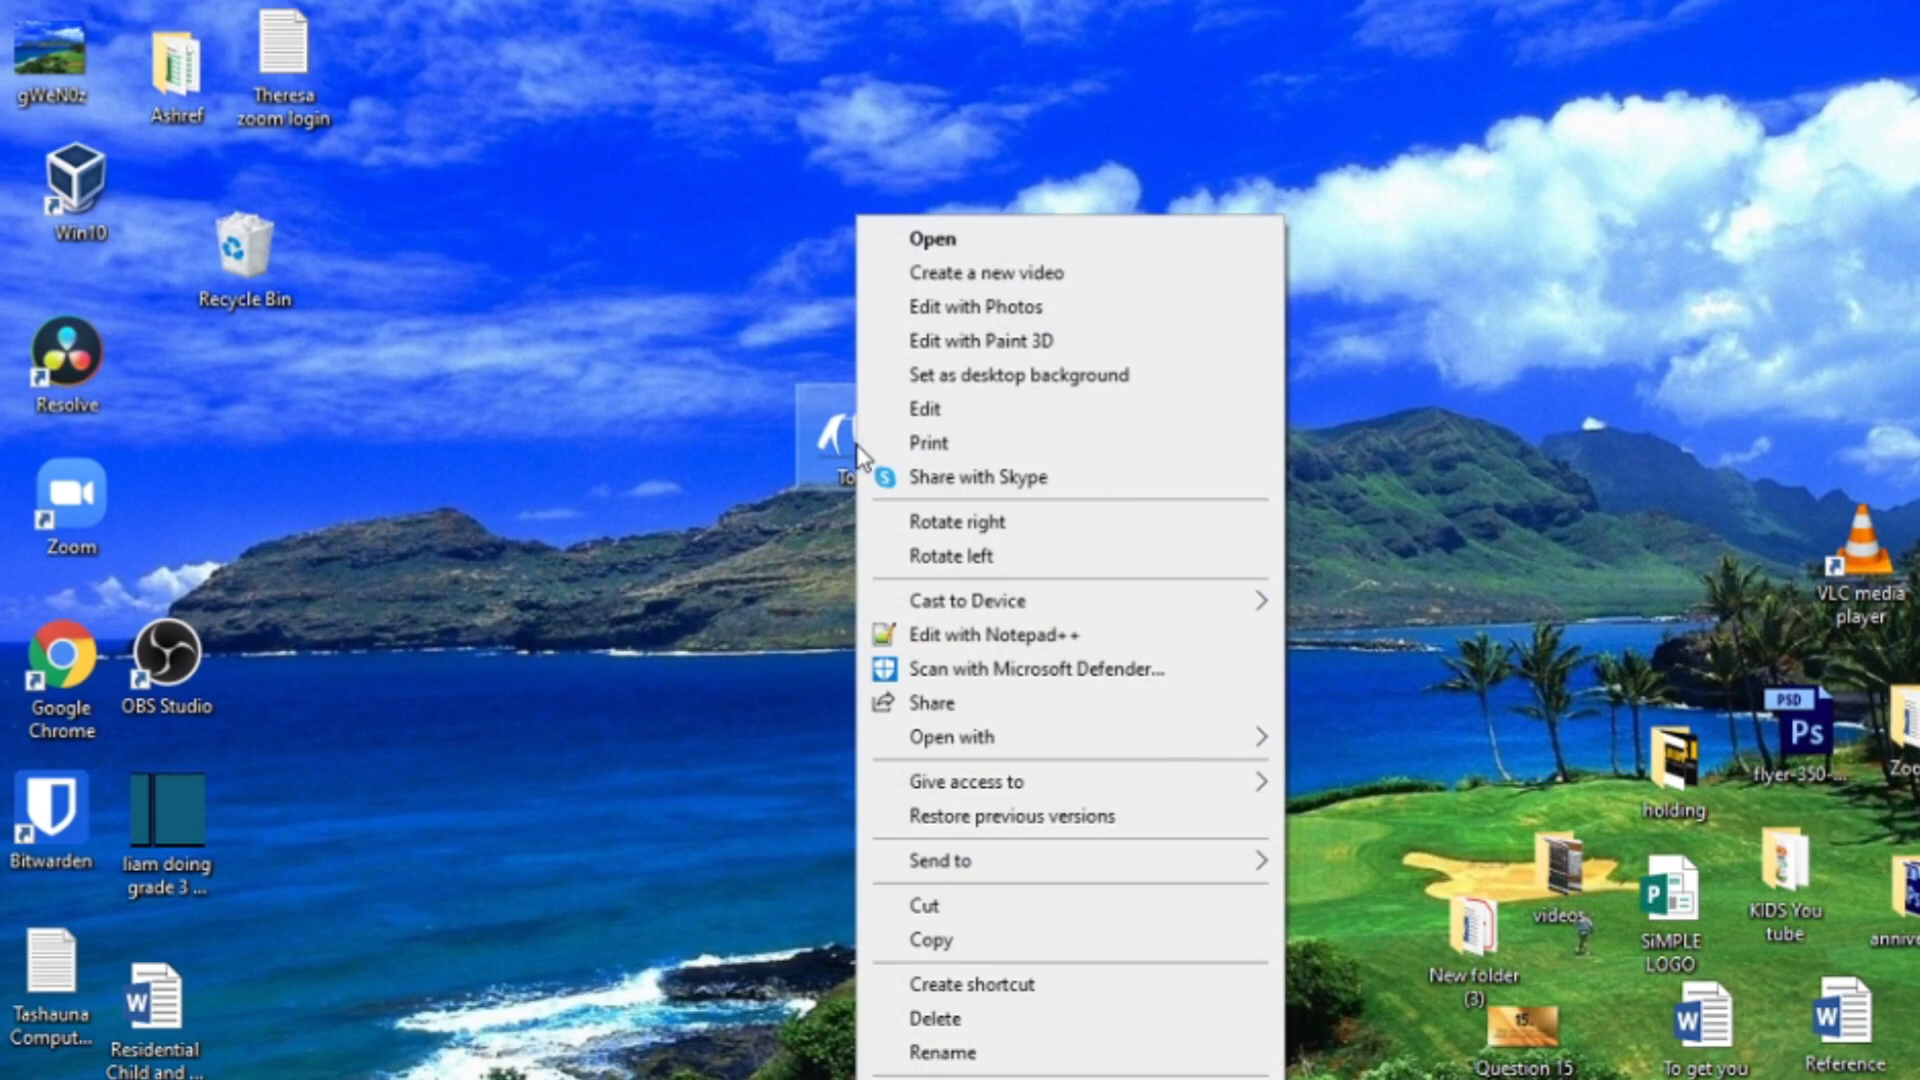 gWeN0z
Ashref
Theresa
zoom login
Win10
Recycle Bin
Resolve
Zoom
Google
Chrome
OBS Studio
Bitwarden
liam doing
grade 3 ...
Tashauna
Comput...
W
Residential
Child and ...
To
Open
Create a new video
Edit with Photos
Edit with Paint 3D
Set as desktop background
Edit
Print
S
Share with Skype
Rotate right
Rotate left
Cast to Device
Edit with Notepad++
Scan with Microsoft Defender...
Share
Open with
Give access to
Restore previous versions
Send to
Cut
Copy
Create shortcut
Delete
Rename
VLC media
player
PSD
Ps
flyer-350-...
Zoo
holding
videos
P
SiMPLE
LOGO
KIDS You
tube
annive
New folder
(3)
15.
Question 15
W
To get you
W
Reference